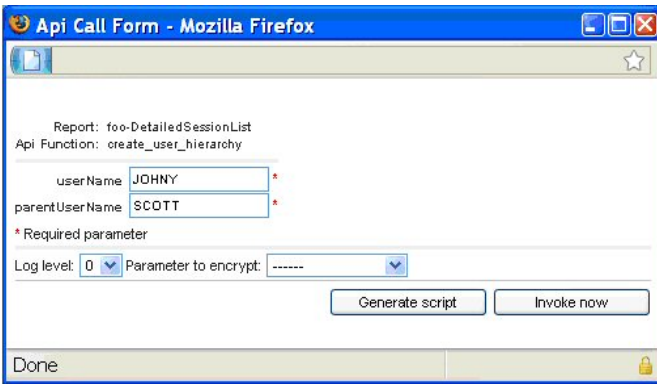 Api Call Form - Mozilla Firefox
Report: foo-DetailedSessionList
Api Function: create_user_hierarchy
userName JOHNY *
parentUserName SCOTT *
* Required parameter
Log level: 0 Parameter to encrypt: ------
Generate script Invoke now
Done